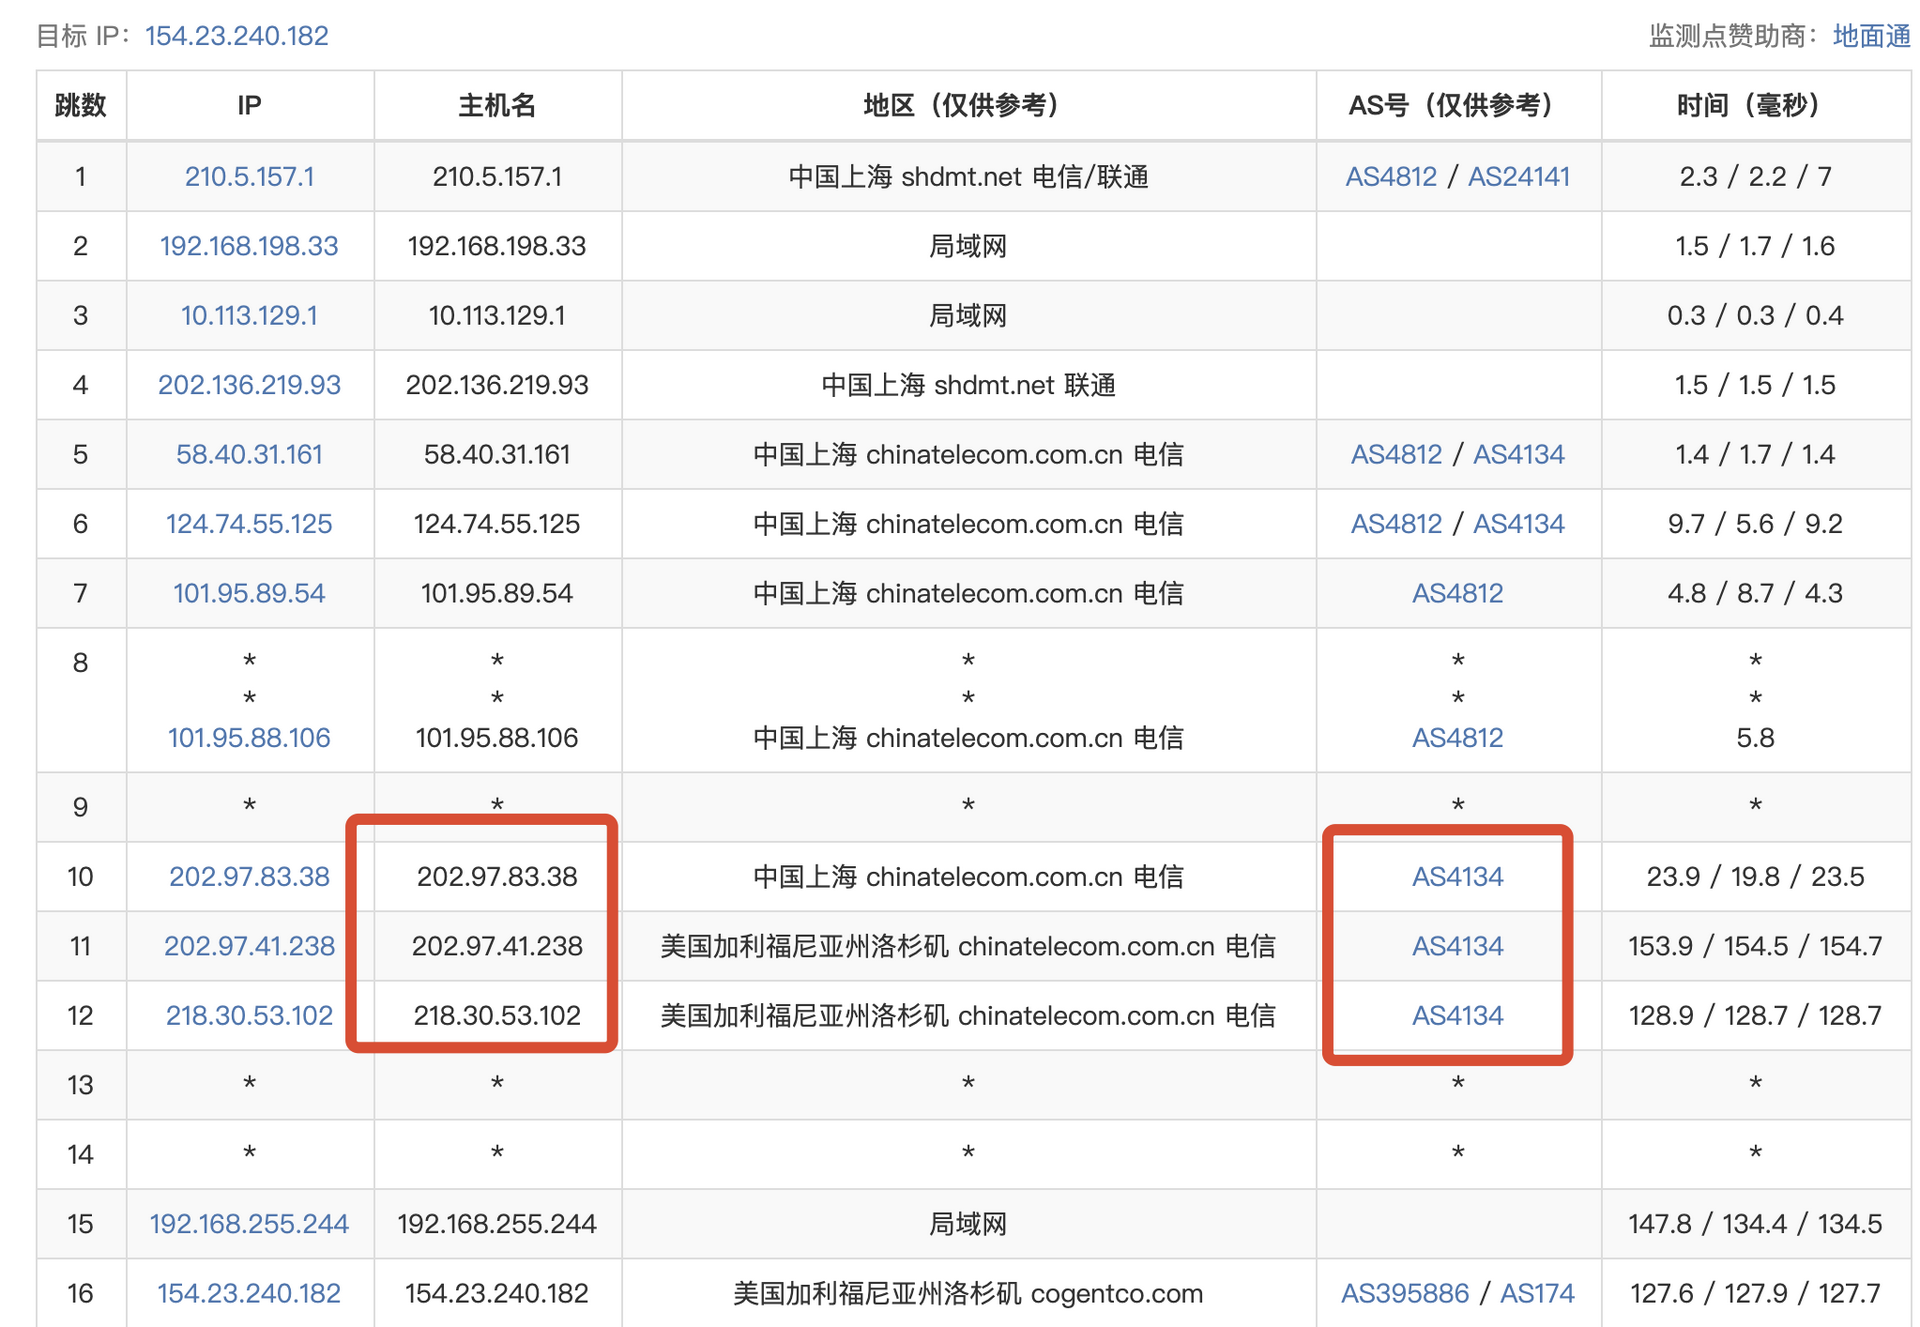 目标 IP： 154.23.240.182 监测点赞助商： 地面通
跳数 IP 主机名 地区（仅供参考） AS号（仅供参考） 时间（毫秒）
1 210.5.157.1 210.5.157.1 中国上海 shdmt.net 电信/联通 AS4812 / AS24141 2.3 / 2.2 / 7
2 192.168.198.33 192.168.198.33 局域网 1.5 / 1.7 / 1.6
3 10.113.129.1 10.113.129.1 局域网 0.3 / 0.3 / 0.4
4 202.136.219.93 202.136.219.93 中国上海 shdmt.net 联通 1.5 / 1.5 / 1.5
5 58.40.31.161 58.40.31.161 中国上海 chinatelecom.com.cn 电信 AS4812 / AS4134 1.4 / 1.7 / 1.4
6 124.74.55.125 124.74.55.125 中国上海 chinatelecom.com.cn 电信 AS4812 / AS4134 9.7 / 5.6 / 9.2
7 101.95.89.54 101.95.89.54 中国上海 chinatelecom.com.cn 电信 AS4812 4.8 / 8.7 / 4.3
8 * * * * *
* * * * *
101.95.88.106 101.95.88.106 中国上海 chinatelecom.com.cn 电信 AS4812 5.8
9 * * * * *
10 202.97.83.38 202.97.83.38 中国上海 chinatelecom.com.cn 电信 AS4134 23.9 / 19.8 / 23.5
11 202.97.41.238 202.97.41.238 美国加利福尼亚州洛杉矶 chinatelecom.com.cn 电信 AS4134 153.9 / 154.5 / 154.7
12 218.30.53.102 218.30.53.102 美国加利福尼亚州洛杉矶 chinatelecom.com.cn 电信 AS4134 128.9 / 128.7 / 128.7
13 * * * * *
14 * * * * *
15 192.168.255.244 192.168.255.244 局域网 147.8 / 134.4 / 134.5
16 154.23.240.182 154.23.240.182 美国加利福尼亚州洛杉矶 cogentco.com AS395886 / AS174 127.6 / 127.9 / 127.7